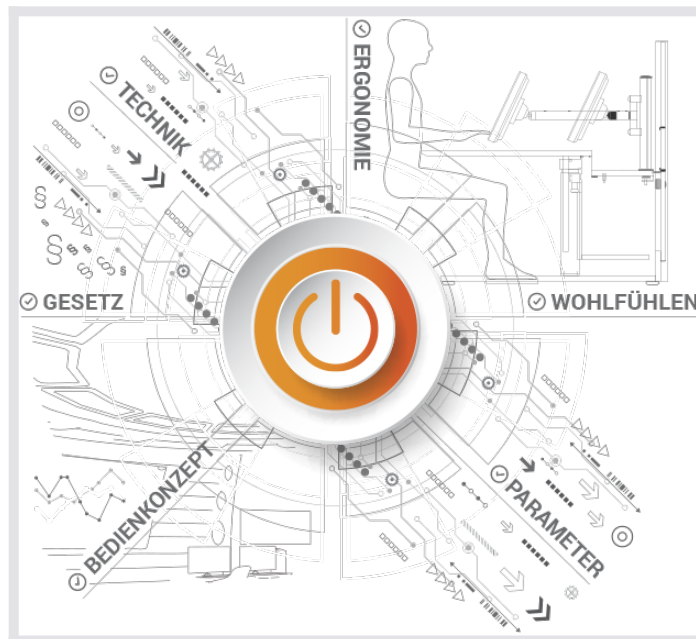 ERGONOMIE
TECHNIK
GESETZ
WOHLFÜHLEN
BEDIENKONZEPT
PARAMETER
§
§
§
§
§
§
§
§
§